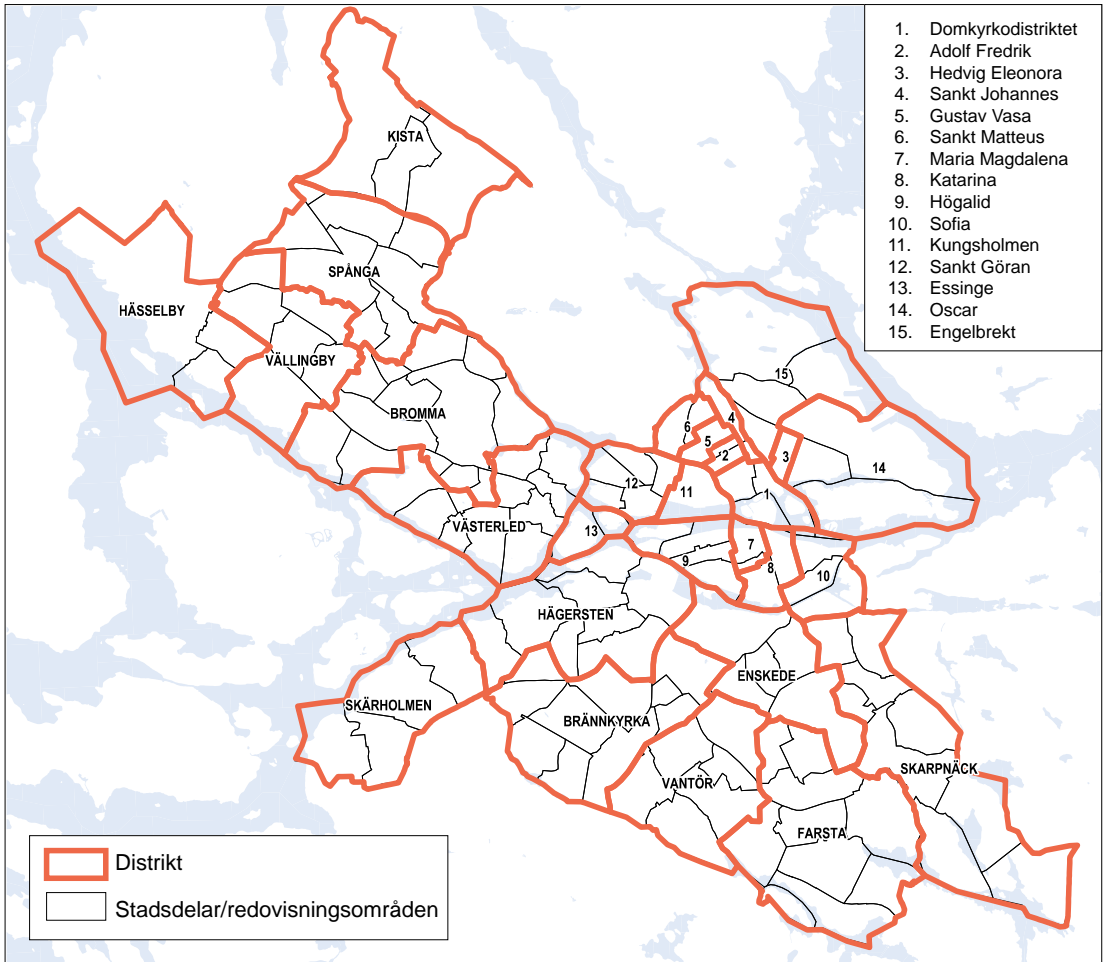 1. Domkyrkodistriktet
2. Adolf Fredrik
3. Hedvig Eleonora
4. Sankt Johannes
5. Gustav Vasa
6. Sankt Matteus
7. Maria Magdalena
8. Katarina
9. Högalid
10. Sofia
11. Kungsholmen
12. Sankt Göran
13. Essinge
14. Oscar
15. Engelbrekt
KISTA
SPÅNGA
HÄSSELBY
VÄLLINGBY
15
BROMMA
4
6
5
2
3
14
12
11
1
VÄSTERLED
13
7
9
8
10
HÄGERSTEN
ENSKEDE
SKÄRHOLMEN
BRÄNNKYRKA
SKARPNÄCK
VANTÖR
FARSTA
Distrikt
Stadsdelar/redovisningsområden